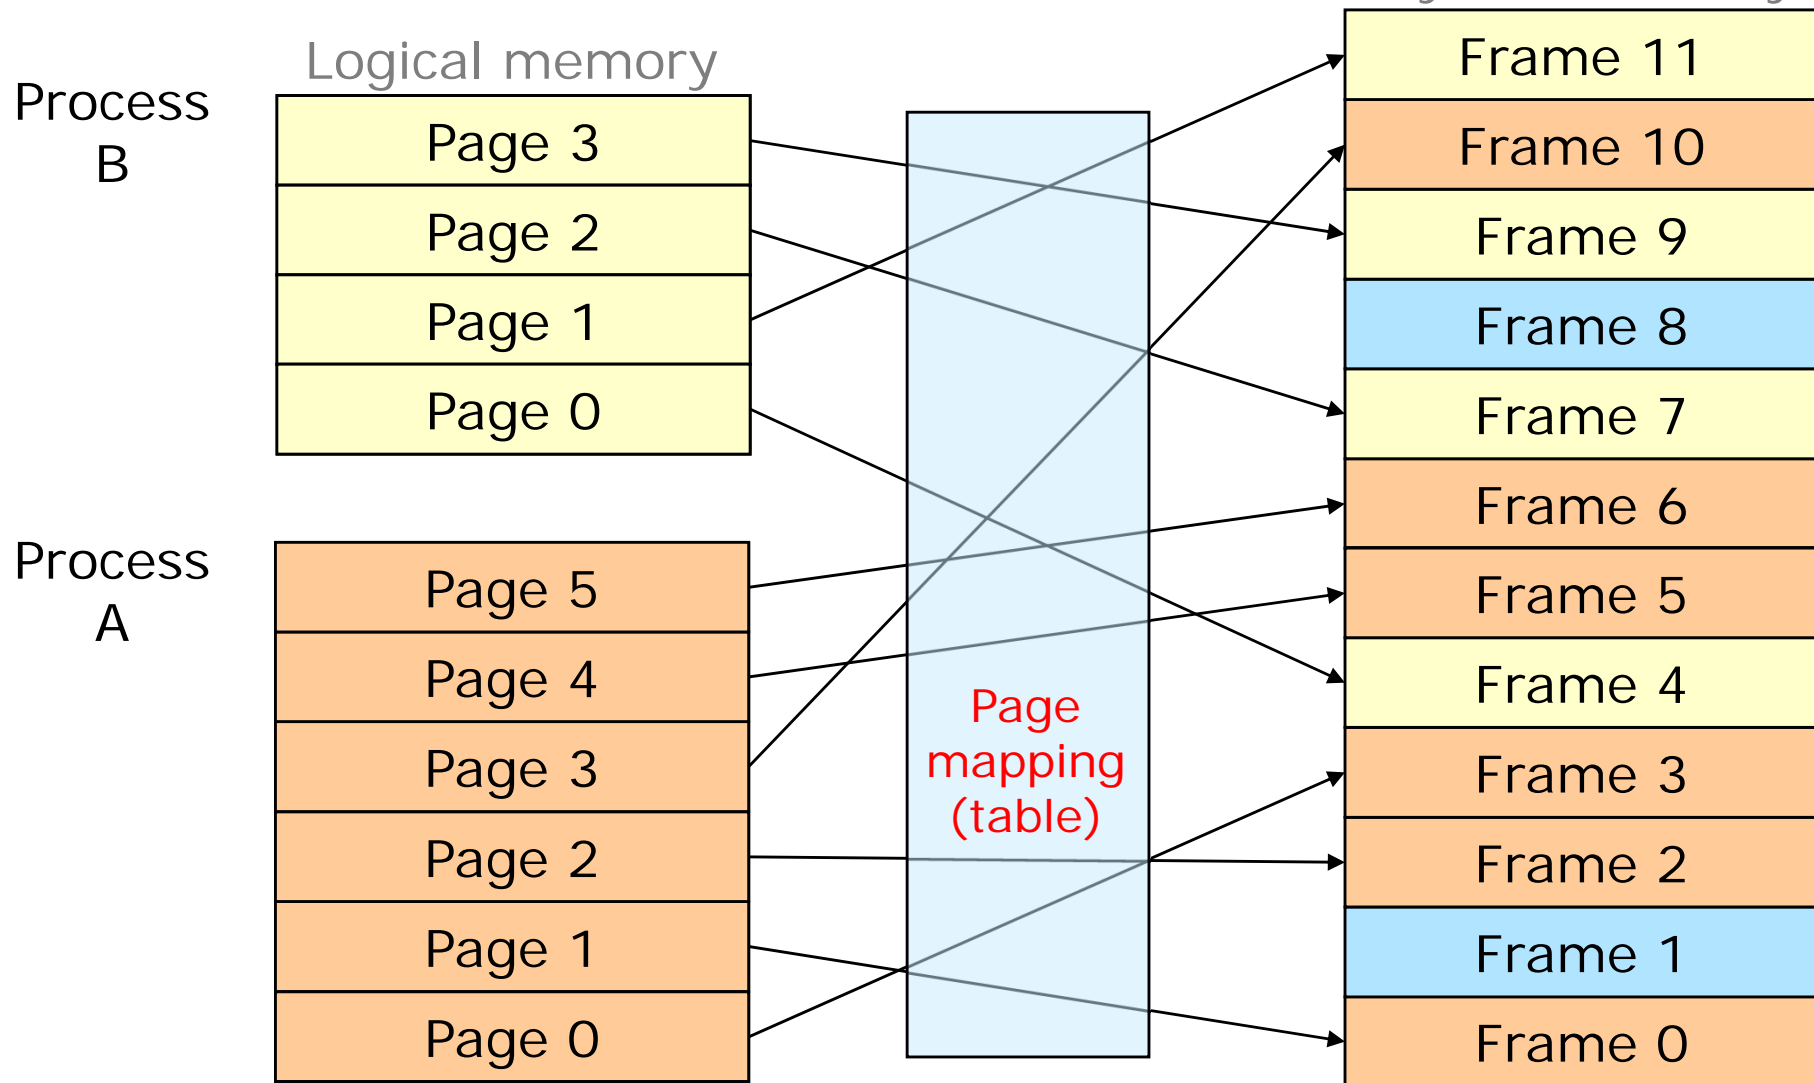 Logical memory
Process
B
Page 3
Page 2
Page 1
Page 0
Process
A
Page 5
Page 4
Page 3
Page 2
Page 1
Page 0
Page
mapping
(table)
Frame 11
Frame 10
Frame 9
Frame 8
Frame 7
Frame 6
Frame 5
Frame 4
Frame 3
Frame 2
Frame 1
Frame 0